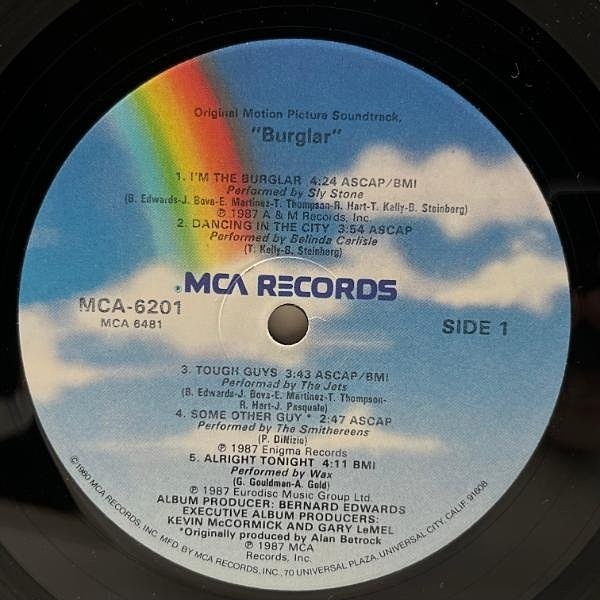 Original Motion Picture Soundtrack,
"Burglar"
1. I'M THE BURGLAR 4:24 ASCAP/BMI
Performed by Sly Stone
(B. Edwards-J. Bova-E. Martinez-T. Thompson-R. Hart-T. Kelly-B. Steinberg)
℗ 1987 A & M Records, Inc.
2. DANCING IN THE CITY 3:54 ASCAP
Performed by Belinda Carlisle
(T. Kelly-B. Steinberg)
®MCA RECORDS
MCA-6201
MCA 6481
SIDE 1
3. TOUGH GUYS 3:43 ASCAP/BMI
Performed by The Jets
(B. Edwards-J. Bova-E. Martinez-T. Thompson-
R. Hart-J. Pasquale)
4. SOME OTHER GUY * 2:47 ASCAP
Performed by The Smithereens
(P. DiNizio)
℗ 1987 Enigma Records
5. ALRIGHT TONIGHT 4:11 BMI
Performed by Wax
(G. Gouldman-A. Gold)
℗ 1987 Eurodisc Music Group Ltd.
ALBUM PRODUCER: BERNARD EDWARDS
EXECUTIVE ALBUM PRODUCERS:
KEVIN McCORMICK AND GARY LeMEL
*Originally produced by Alan Betrock
℗ 1987 MCA
Records, Inc.
©1980 MCA RECORDS, INC. MFD. BY MCA RECORDS, INC., 70 UNIVERSAL PLAZA, UNIVERSAL CITY, CALIF. 91608